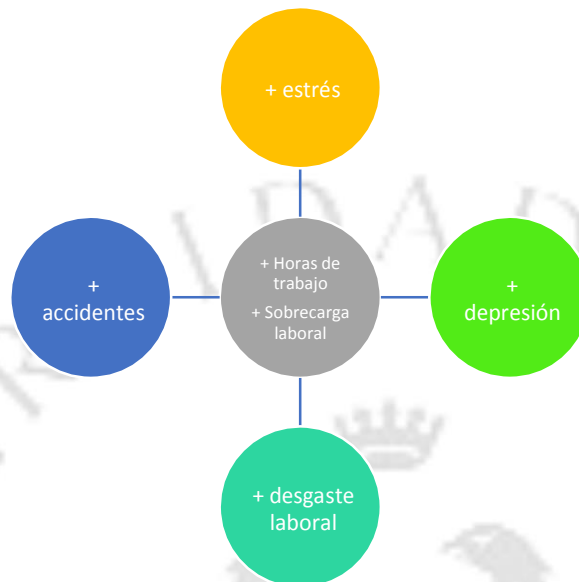 + estrés
+
accidentes
+ Horas de
trabajo
+ Sobrecarga
laboral
+
depresión
+ desgaste
laboral